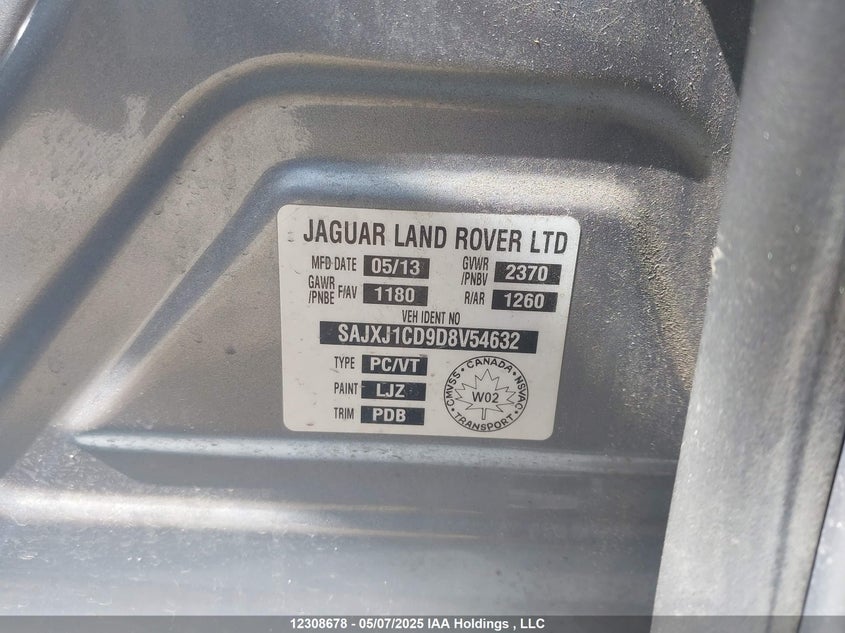 JAGUAR LAND ROVER LTD
MFD DATE 05/13 GVWR /PNBV 2370
GAWR /PNBE F/AV 1180 R/AR 1260
VEH IDENT NO
SAJXJ1CD9D8V54632
TYPE PC/VT
PAINT LJZ
TRIM PDB
CMVSS • CANADA • NSVAC
W02
• TRANSPORT •
12308678 - 05/07/2025 IAA Holdings , LLC